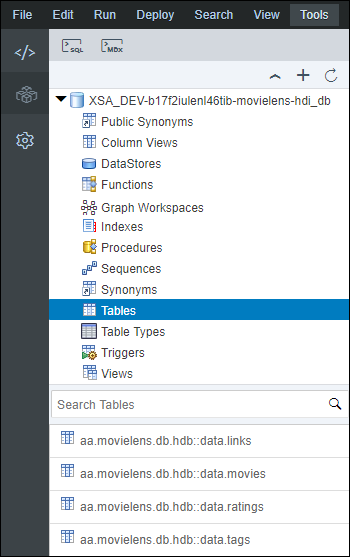 File Edit Run Deploy Search View Tools
SQL MDX
XSA_DEV-b17f2iulenl46tib-movielens-hdi_db
Public Synonyms
Column Views
DataStores
Functions
Graph Workspaces
Indexes
Procedures
Sequences
Synonyms
Tables
Table Types
Triggers
Views
Search Tables
aa.movielens.db.hdb::data.links
aa.movielens.db.hdb::data.movies
aa.movielens.db.hdb::data.ratings
aa.movielens.db.hdb::data.tags